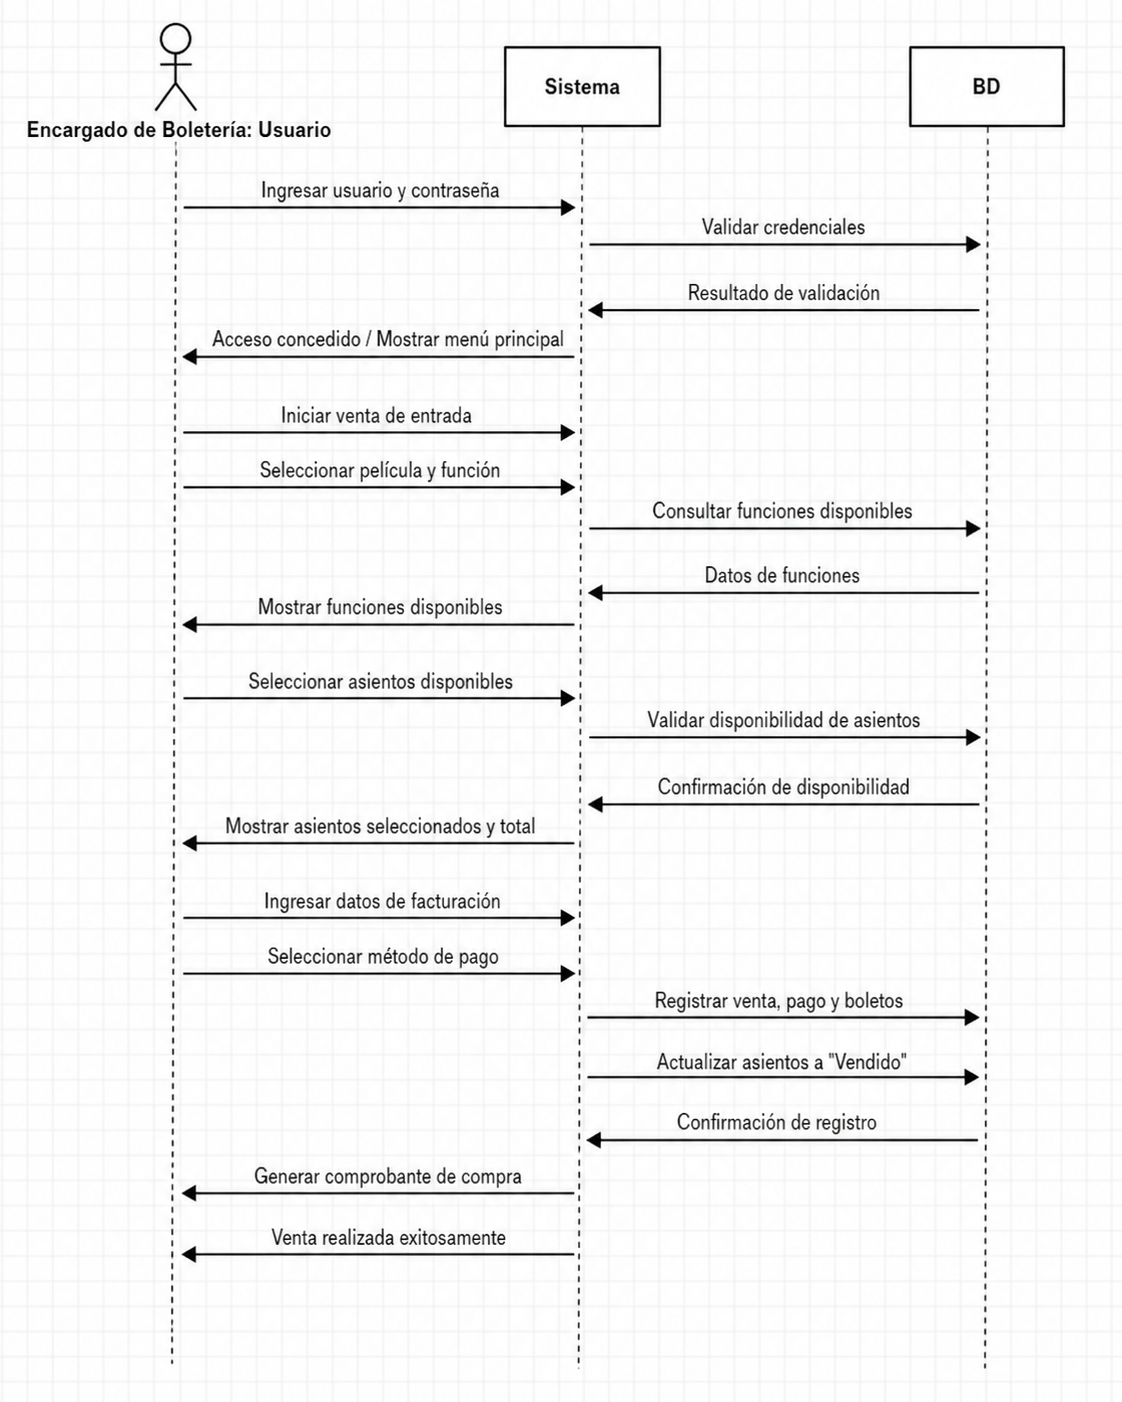 Sistema
BD
Encargado de Boletería: Usuario
Ingresar usuario y contraseña
Validar credenciales
Resultado de validación
Acceso concedido / Mostrar menú principal
Iniciar venta de entrada
Seleccionar película y función
Consultar funciones disponibles
Datos de funciones
Mostrar funciones disponibles
Seleccionar asientos disponibles
Validar disponibilidad de asientos
Confirmación de disponibilidad
Mostrar asientos seleccionados y total
Ingresar datos de facturación
Seleccionar método de pago
Registrar venta, pago y boletos
Actualizar asientos a "Vendido"
Confirmación de registro
Generar comprobante de compra
Venta realizada exitosamente